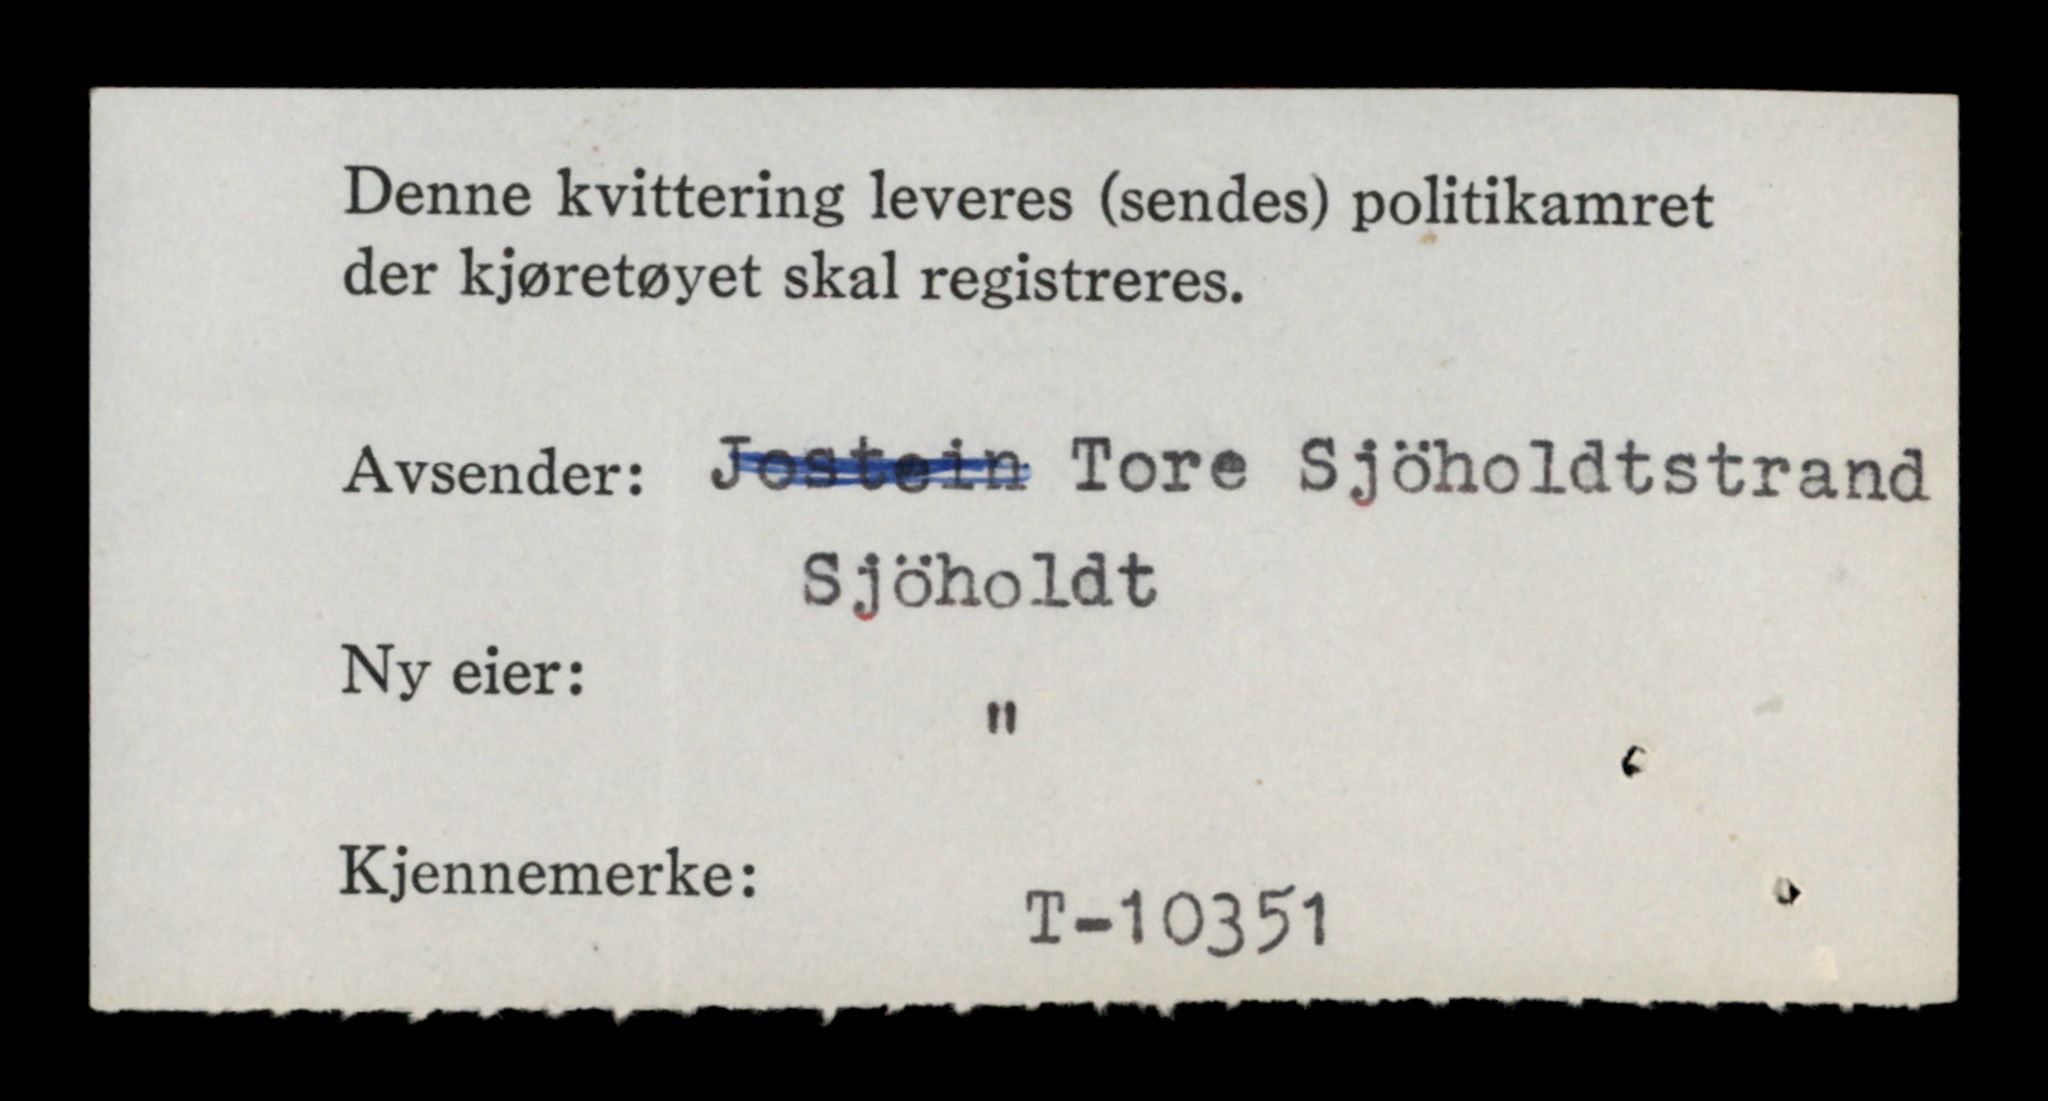 Denne kvittering leveres (sendes) politikamret
der kjøretøyet skal registreres.
Avsender: Jostein Tore Sjöholdtstrand
Sjöholdt
Ny eier:
"
Kjennemerke:
T-10351